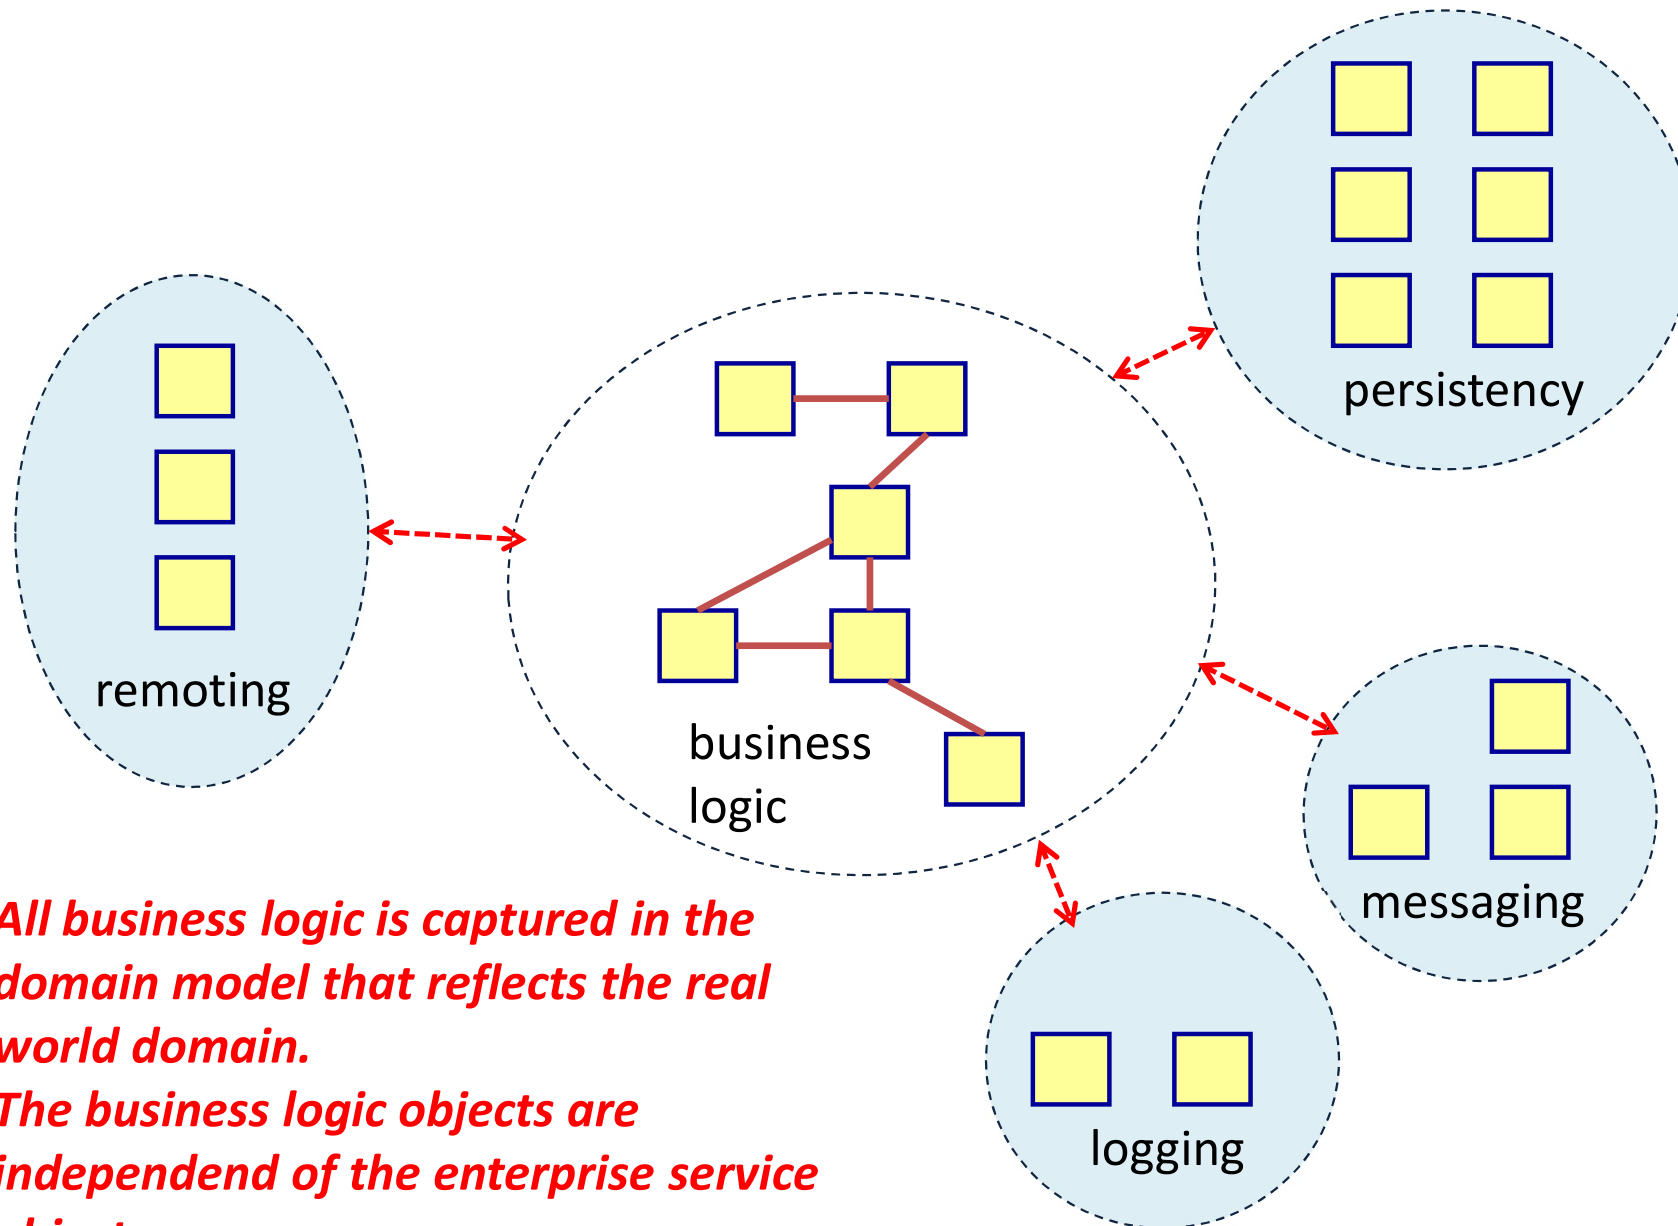 persistency
remoting
business
logic
messaging
All business logic is captured in the
domain model that reflects the real
world domain.
The business logic objects are
independend of the enterprise service
logging